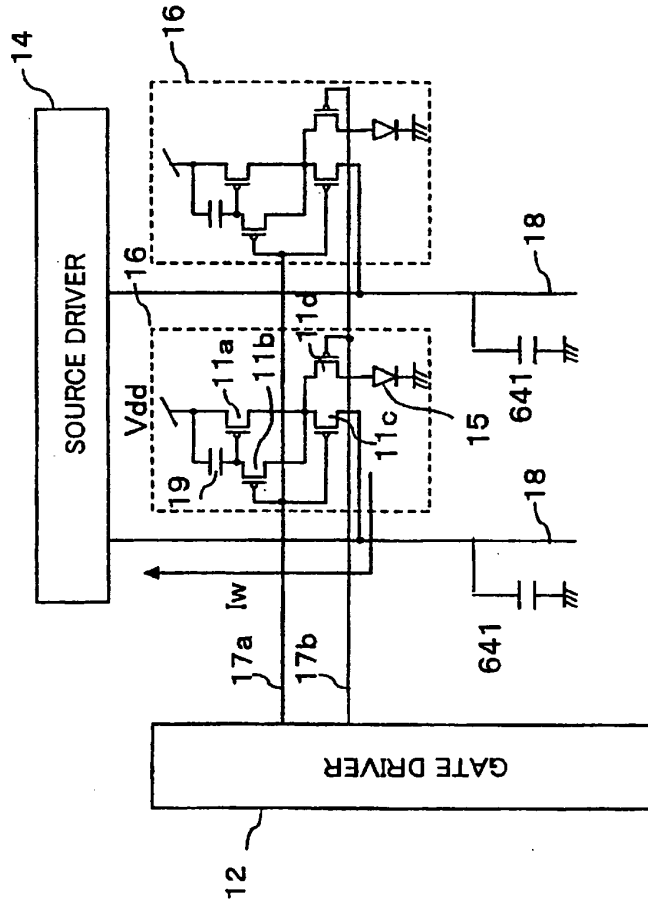 14
SOURCE DRIVER
16
16
Vdd
11a
11b
19
11d
11c
15
18
18
641
641
Iw
17a
17b
GATE DRIVER
12